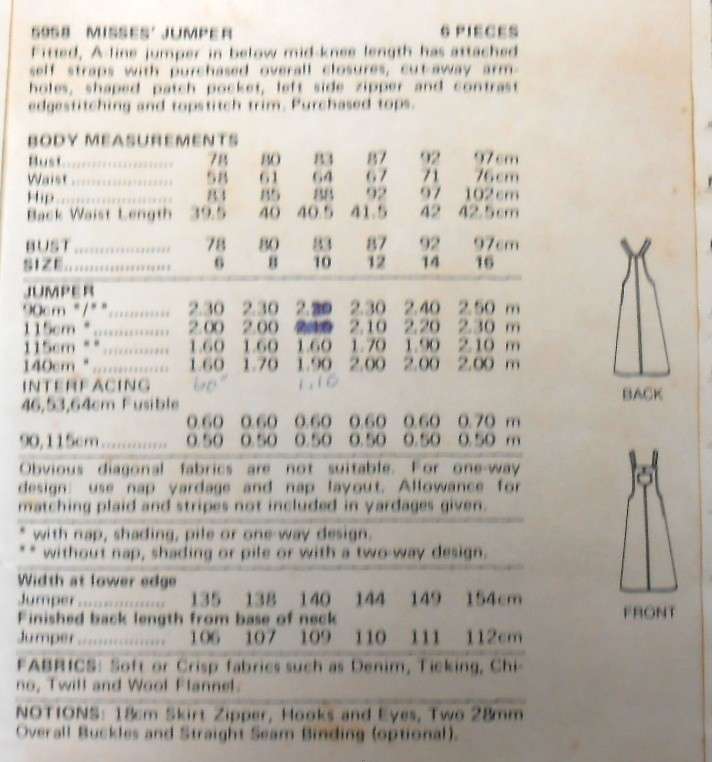 5958 MISSES' JUMPER 6 PIECES
Fitted, A-line jumper in below mid-knee length has attached
self straps with purchased overall closures, cut-away arm-
holes, shaped patch pocket, left side zipper and contrast
edgestitching and topstitch trim. Purchased tops.
BODY MEASUREMENTS
Bust.................... 78 80 83 87 92 97cm
Waist.................. 58 61 64 67 71 76cm
Hip..................... 83 85 88 92 97 102cm
Back Waist Length 39.5 40 40.5 41.5 42 42.5cm
BUST ................. 78 80 83 87 92 97cm
SIZE................... 6 8 10 12 14 16
JUMPER
90cm */**........... 2.30 2.30 2.30 2.30 2.40 2.50 m
115cm *.............. 2.00 2.00 2.10 2.10 2.20 2.30 m
115cm **............. 1.60 1.60 1.60 1.70 1.90 2.10 m
140cm *.............. 1.60 1.70 1.90 2.00 2.00 2.00 m
60" 1.10
INTERFACING
46,53,64cm Fusible
0.60 0.60 0.60 0.60 0.60 0.70 m
90,115cm............ 0.50 0.50 0.50 0.50 0.50 0.50 m
Obvious diagonal fabrics are not suitable. For one-way
design: use nap yardage and nap layout. Allowance for
matching plaid and stripes not included in yardages given.
* with nap, shading, pile or one-way design.
** without nap, shading or pile or with a two-way design.
Width at lower edge
Jumper................ 135 138 140 144 149 154cm
Finished back length from base of neck
Jumper................ 106 107 109 110 111 112cm
FABRICS: Soft or Crisp fabrics such as Denim, Ticking, Chi-
no, Twill and Wool Flannel.
NOTIONS: 18cm Skirt Zipper, Hooks and Eyes, Two 28mm
Overall Buckles and Straight Seam Binding (optional).
BACK
FRONT